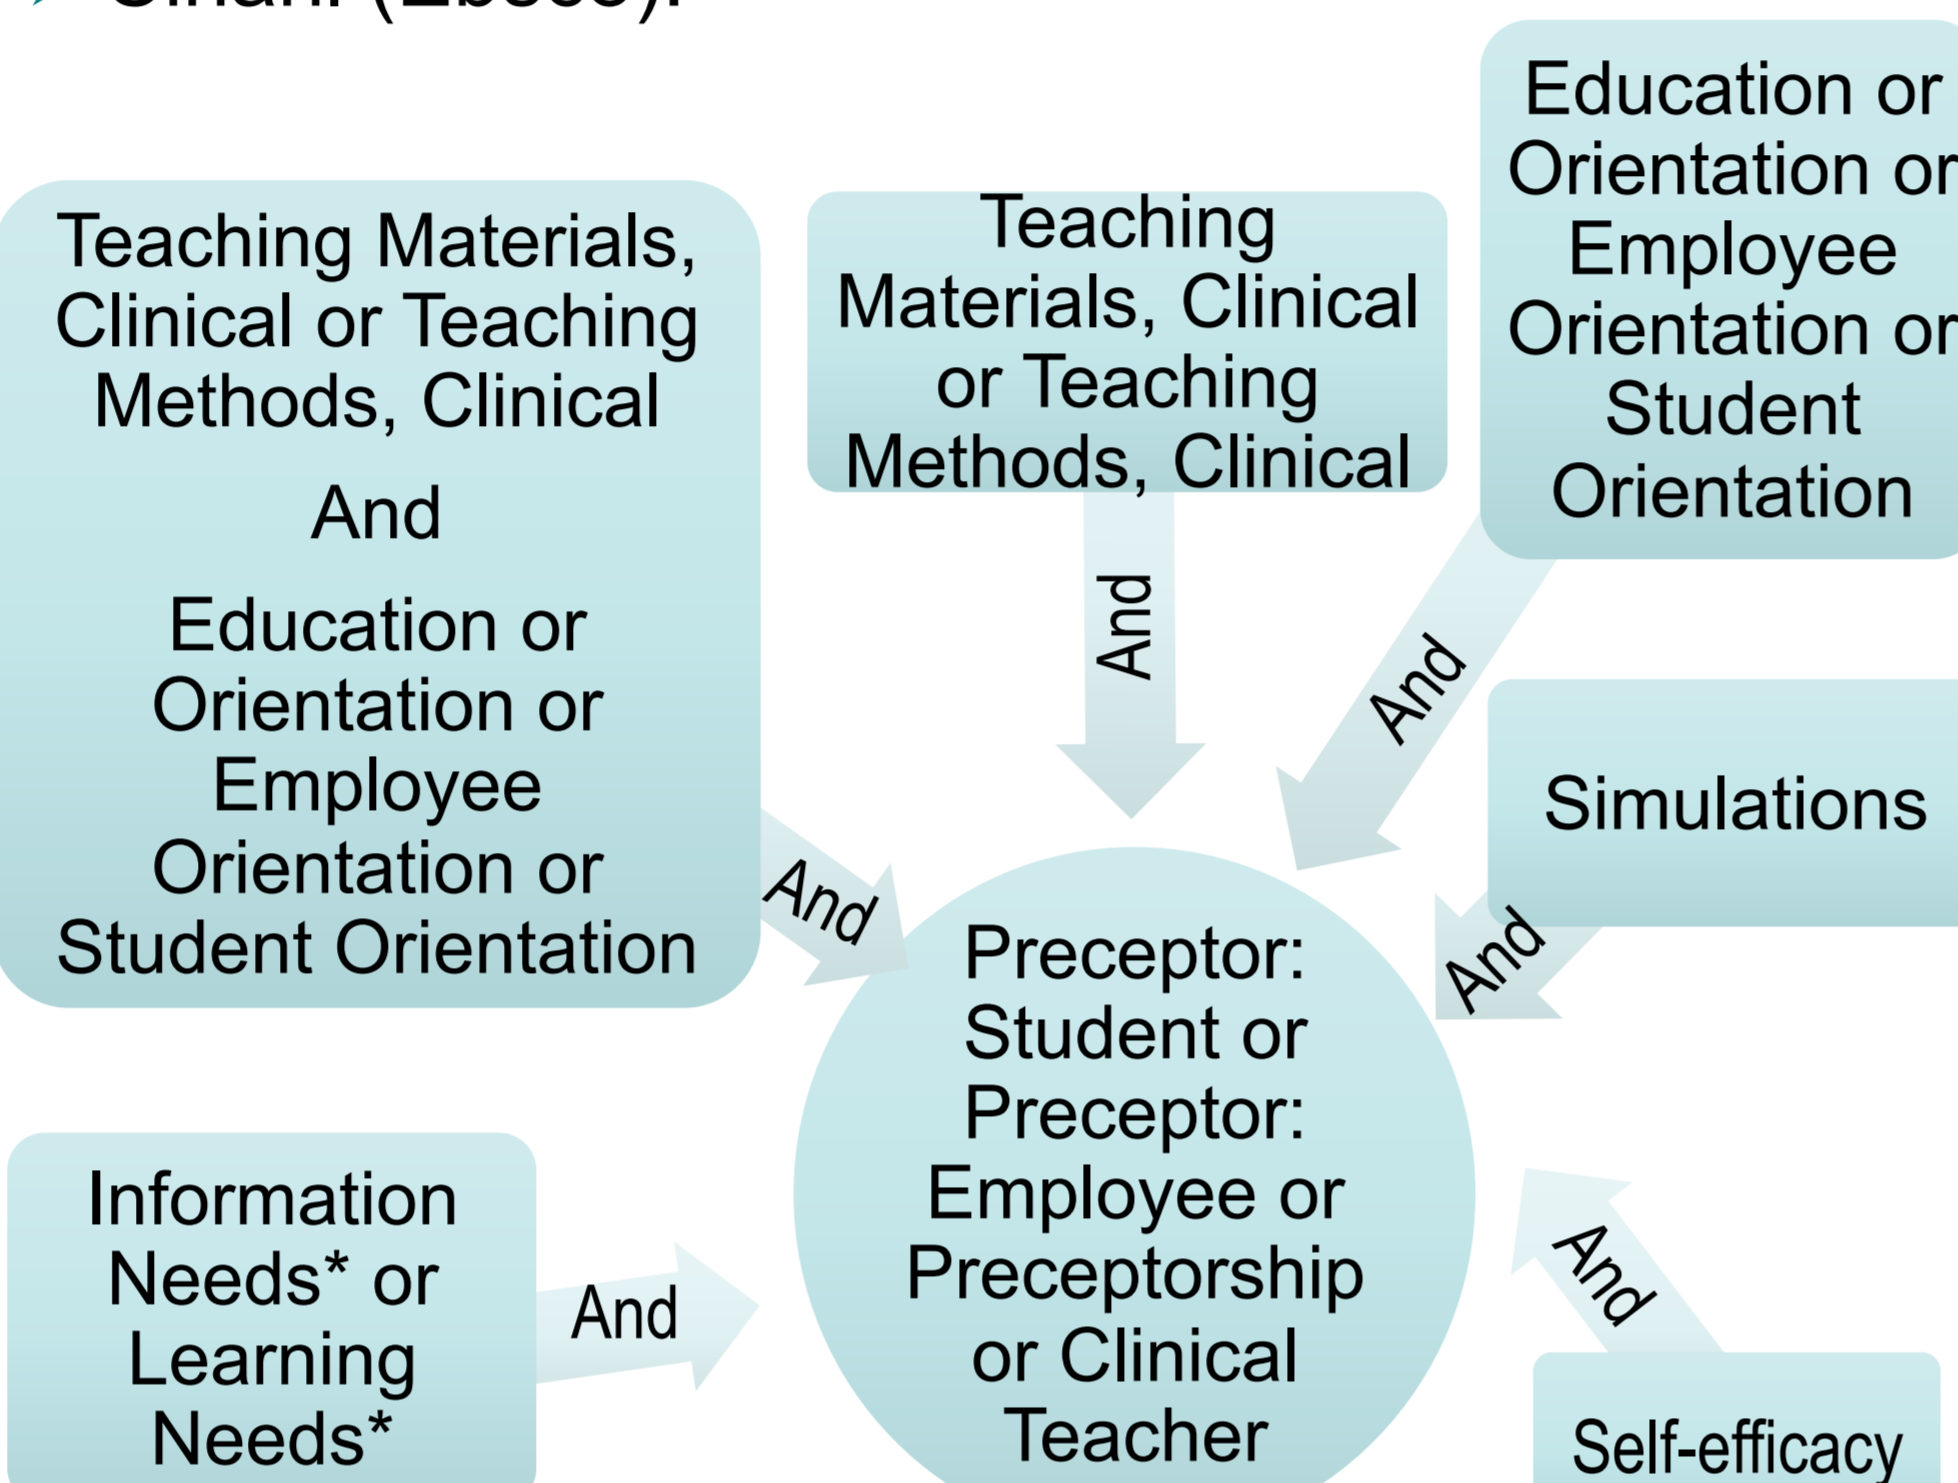 Cinahl (Ebsco):
Teaching Materials,
Clinical or Teaching
Methods, Clinical
And
Education or
Orientation or
Employee
Orientation or
Student Orientation
And
Teaching
Materials, Clinical
or Teaching
Methods, Clinical
And
Education or
Orientation or
Employee
Orientation or
Student
Orientation
And
Simulations
And
Information
Needs* or
Learning
Needs*
And
Preceptor:
Student or
Preceptor:
Employee or
Preceptorship
or Clinical
Teacher
And
Self-efficacy